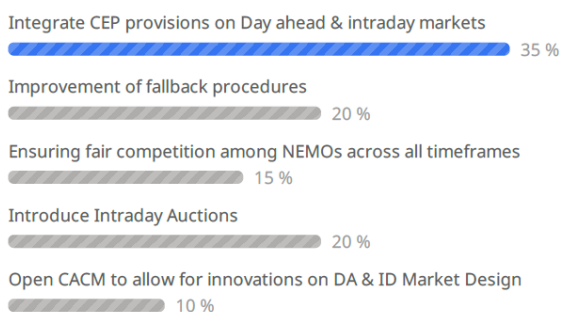 Integrate CEP provisions on Day ahead & intraday markets
35 %
Improvement of fallback procedures
20 %
Ensuring fair competition among NEMOs across all timeframes
15 %
Introduce Intraday Auctions
20 %
Open CACM to allow for innovations on DA & ID Market Design
10 %